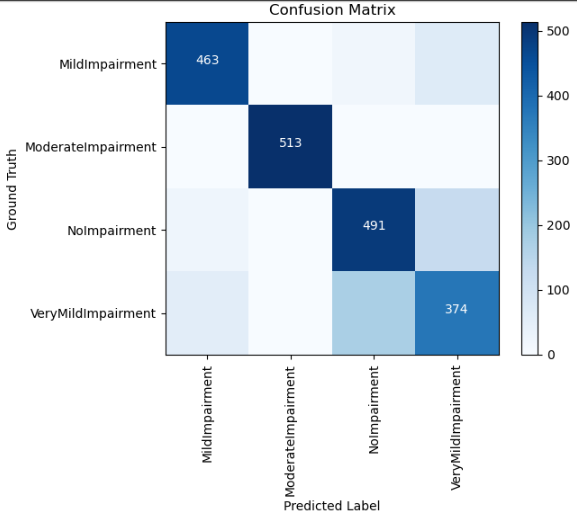 Confusion Matrix
MildImpairment
463
ModerateImpairment
513
NoImpairment
491
VeryMildImpairment
374
Ground Truth
MildImpairment
ModerateImpairment
NoImpairment
VeryMildImpairment
Predicted Label
500
400
300
200
100
0